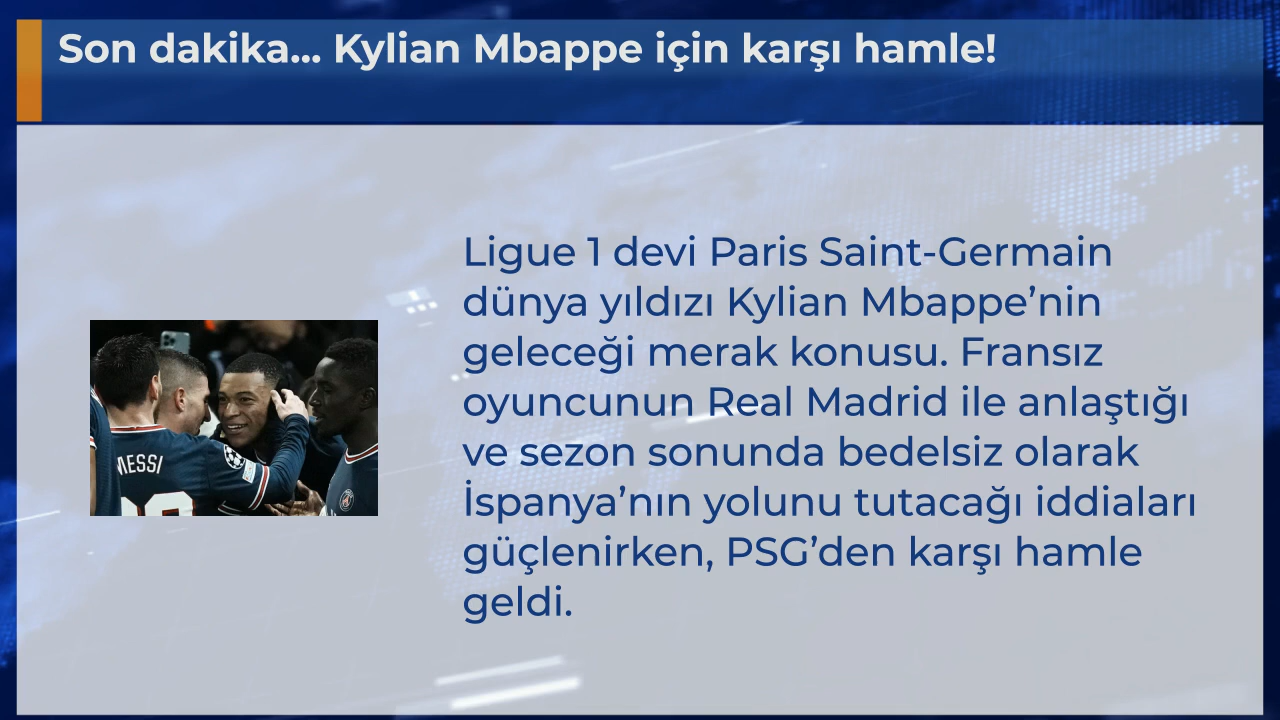 Son dakika... Kylian Mbappe için karşı hamle!
Ligue 1 devi Paris Saint-Germain
dünya yıldızı Kylian Mbappe’nin
geleceği merak konusu. Fransız
oyuncunun Real Madrid ile anlaştığı
ve sezon sonunda bedelsiz olarak
İspanya’nın yolunu tutacağı iddiaları
güçlenirken, PSG’den karşı hamle
geldi.
MESSI